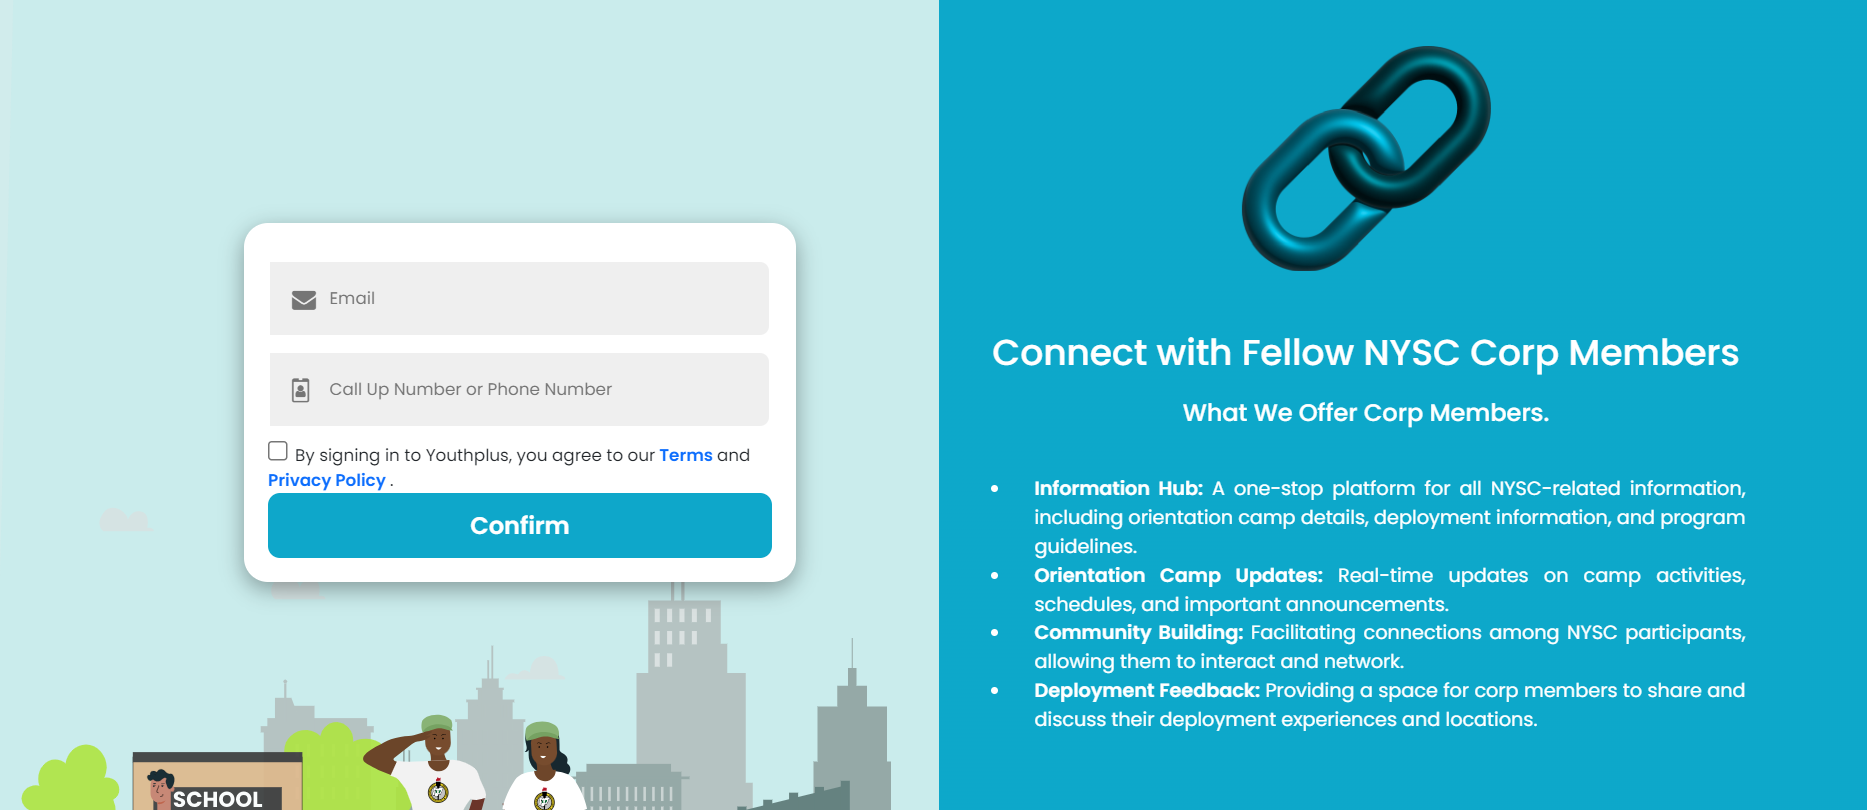 Email
Call Up Number or Phone Number
By signing in to Youthplus, you agree to our Terms and
Privacy Policy .
Confirm
SCHOOL
Connect with Fellow NYSC Corp Members
What We Offer Corp Members.
Information Hub: A one-stop platform for all NYSC-related information,
including orientation camp details, deployment information, and program
guidelines.
Orientation Camp Updates: Real-time updates on camp activities,
schedules, and important announcements.
Community Building: Facilitating connections among NYSC participants,
allowing them to interact and network.
Deployment Feedback: Providing a space for corp members to share and
discuss their deployment experiences and locations.